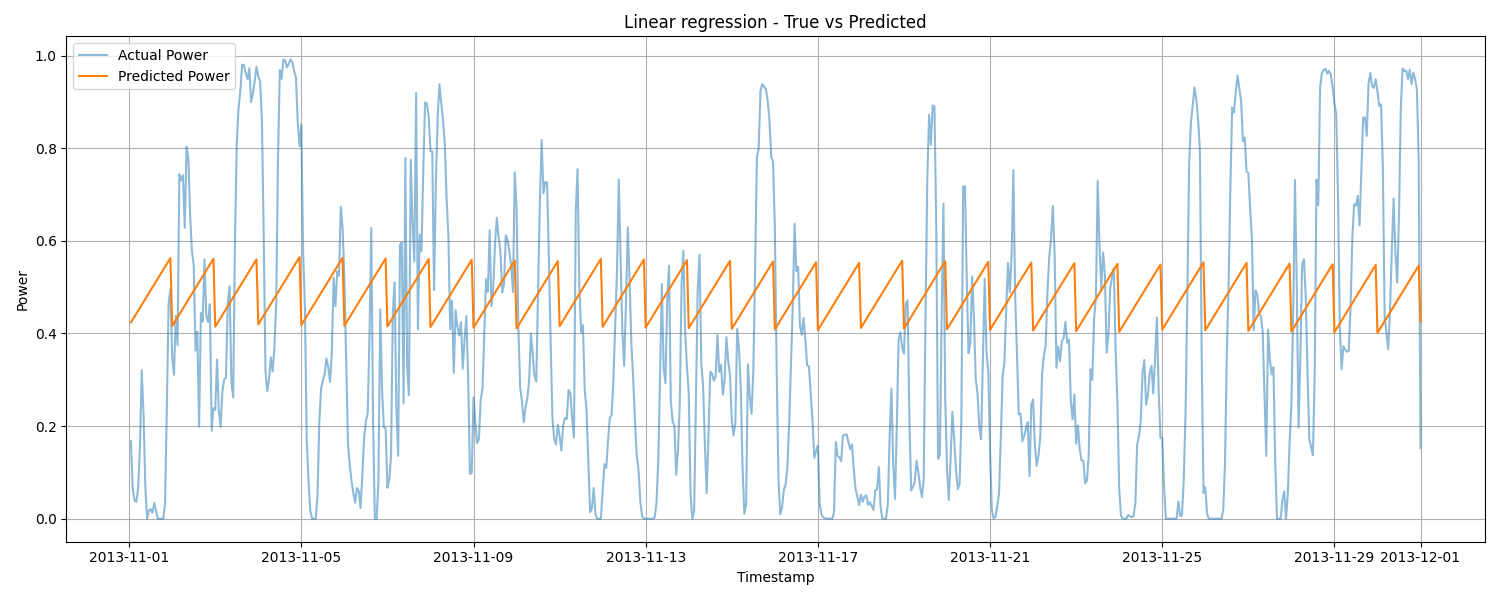 Linear regression - True vs Predicted
Actual Power
Predicted Power
1.0
0.8
0.6
0.4
0.2
0.0
Power
2013-11-01 2013-11-05 2013-11-09 2013-11-13 2013-11-17 2013-11-21 2013-11-25 2013-11-29 2013-12-01
Timestamp